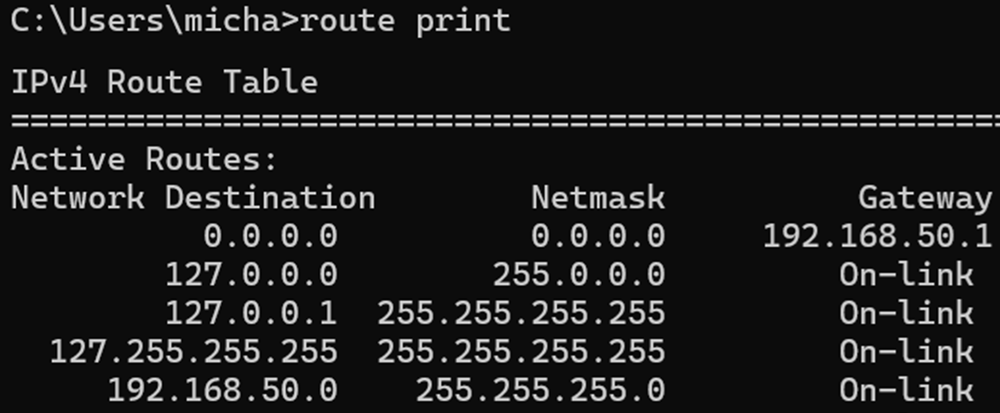 C:\Users\micha>route print
IPv4 Route Table
===================================================
Active Routes:
Network Destination        Netmask          Gateway
          0.0.0.0          0.0.0.0     192.168.50.1
        127.0.0.0        255.0.0.0         On-link
        127.0.0.1  255.255.255.255         On-link
  127.255.255.255  255.255.255.255         On-link
     192.168.50.0    255.255.255.0         On-link